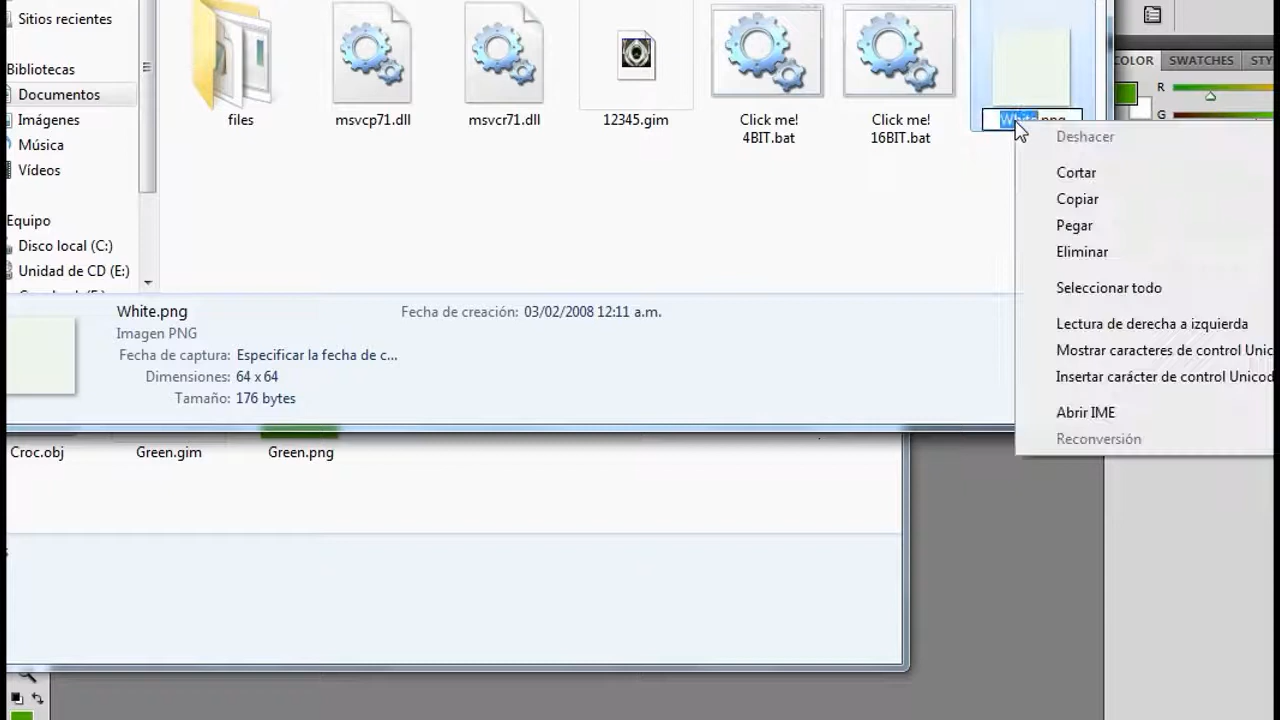 Sitios recientes
Bibliotecas
Documentos
Imágenes
Música
Vídeos
Equipo
Disco local (C:)
Unidad de CD (E:)
files
msvcp71.dll
msvcr71.dll
12345.gim
Click me!
4BIT.bat
Click me!
16BIT.bat
White.png
White.png
Imagen PNG
Fecha de captura: Especificar la fecha de c...
Dimensiones: 64 x 64
Tamaño: 176 bytes
Fecha de creación: 03/02/2008 12:11 a.m.
Croc.obj
Green.gim
Green.png
Deshacer
Cortar
Copiar
Pegar
Eliminar
Seleccionar todo
Lectura de derecha a izquierda
Mostrar caracteres de control Unic
Insertar carácter de control Unicod
Abrir IME
Reconversión
COLOR
SWATCHES
STY
R
G